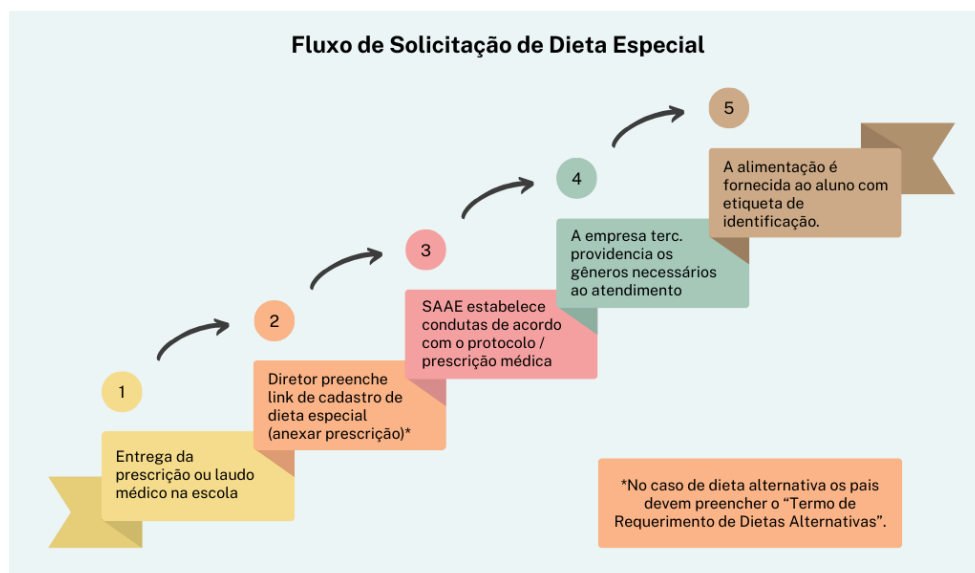 Fluxo de Solicitação de Dieta Especial
1
Entrega da
prescrição ou laudo
médico na escola
2
Diretor preenche
link de cadastro de
dieta especial
(anexar prescrição)*
3
SAAE estabelece
condutas de acordo
com o protocolo /
prescrição médica
4
A empresa terc.
providencia os
gêneros necessários
ao atendimento
5
A alimentação é
fornecida ao aluno com
etiqueta de
identificação.
*No caso de dieta alternativa os pais
devem preencher o “Termo de
Requerimento de Dietas Alternativas”.